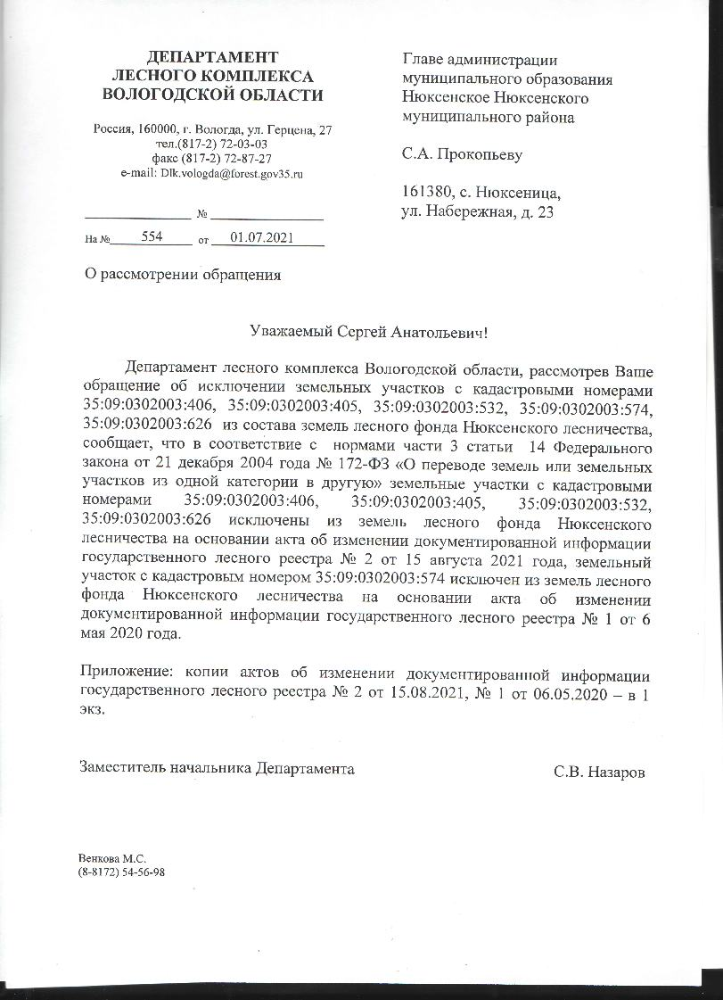 ДЕПАРТАМЕНТ
ЛЕСНОГО КОМПЛЕКСА
ВОЛОГОДСКОЙ ОБЛАСТИ
Россия, 160000, г. Вологда, ул. Герцена, 27
тел.(817-2) 72-03-03
факс (817-2) 72-87-27
e-mail: Dlk.vologda@forest.gov35.ru
№
На № 554 от 01.07.2021
О рассмотрении обращения
Главе администрации
муниципального образования
Нюксенское Нюксенского
муниципального района
С.А. Прокопьеву
161380, с. Нюксеница,
ул. Набережная, д. 23
Уважаемый Сергей Анатольевич!
Департамент лесного комплекса Вологодской области, рассмотрев Ваше
обращение об исключении земельных участков с кадастровыми номерами
35:09:0302003:406, 35:09:0302003:405, 35:09:0302003:532, 35:09:0302003:574,
35:09:0302003:626 из состава земель лесного фонда Нюксенского лесничества,
сообщает, что в соответствие с нормами части 3 статьи 14 Федерального
закона от 21 декабря 2004 года № 172-ФЗ «О переводе земель или земельных
участков из одной категории в другую» земельные участки с кадастровыми
номерами 35:09:0302003:406, 35:09:0302003:405, 35:09:0302003:532,
35:09:0302003:626 исключены из земель лесного фонда Нюксенского
лесничества на основании акта об изменении документированной информации
государственного лесного реестра № 2 от 15 августа 2021 года, земельный
участок с кадастровым номером 35:09:0302003:574 исключен из земель лесного
фонда Нюксенского лесничества на основании акта об изменении
документированной информации государственного лесного реестра № 1 от 6
мая 2020 года.
Приложение: копии актов об изменении документированной информации
государственного лесного реестра № 2 от 15.08.2021, № 1 от 06.05.2020 – в 1
экз.
Заместитель начальника Департамента
С.В. Назаров
Венкова М.С.
(8-8172) 54-56-98